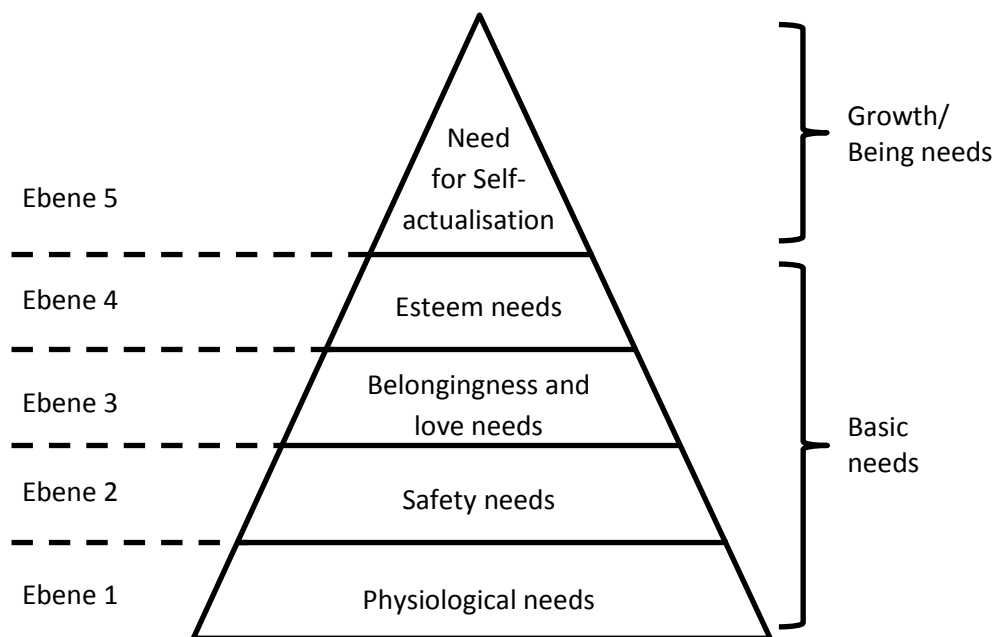 Need
for Self-
actualisation
Growth/
Being needs
Ebene 5
Ebene 4
Esteem needs
Ebene 3
Belongingness and
love needs
Basic
needs
Ebene 2
Safety needs
Ebene 1
Physiological needs